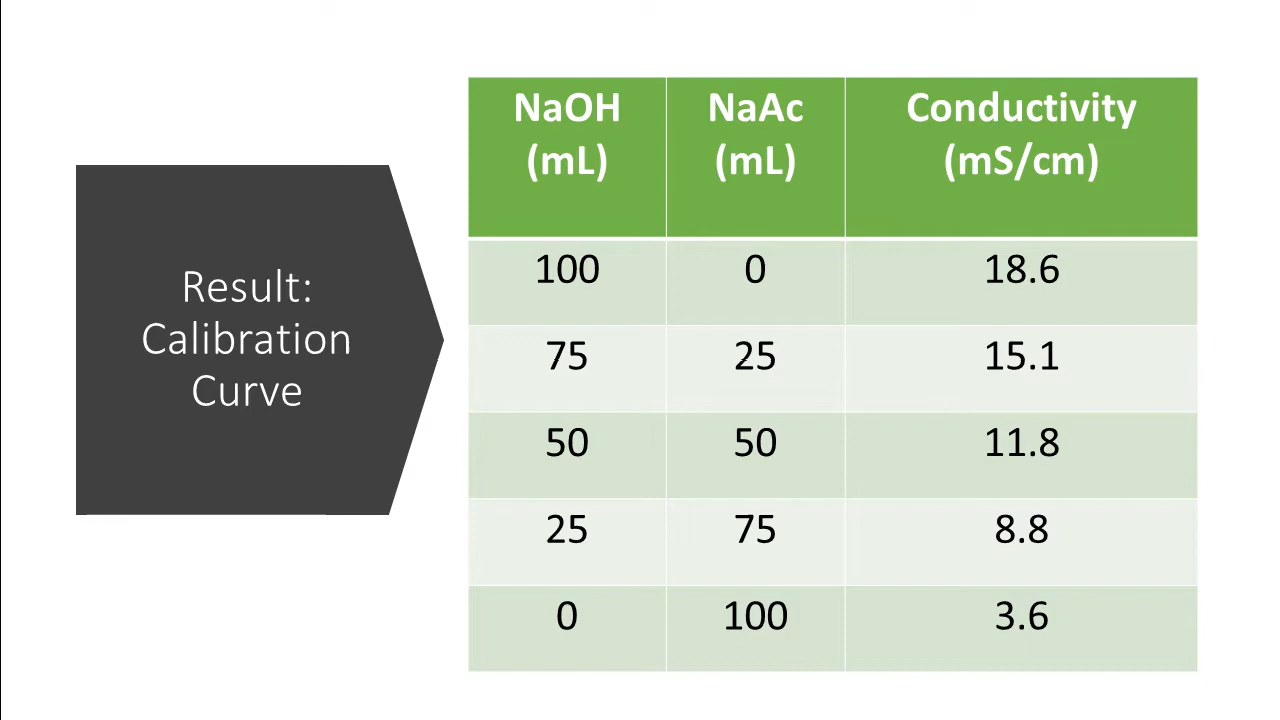 Result:
Calibration
Curve
NaOH (mL) NaAc (mL) Conductivity (mS/cm)
100 0 18.6
75 25 15.1
50 50 11.8
25 75 8.8
0 100 3.6